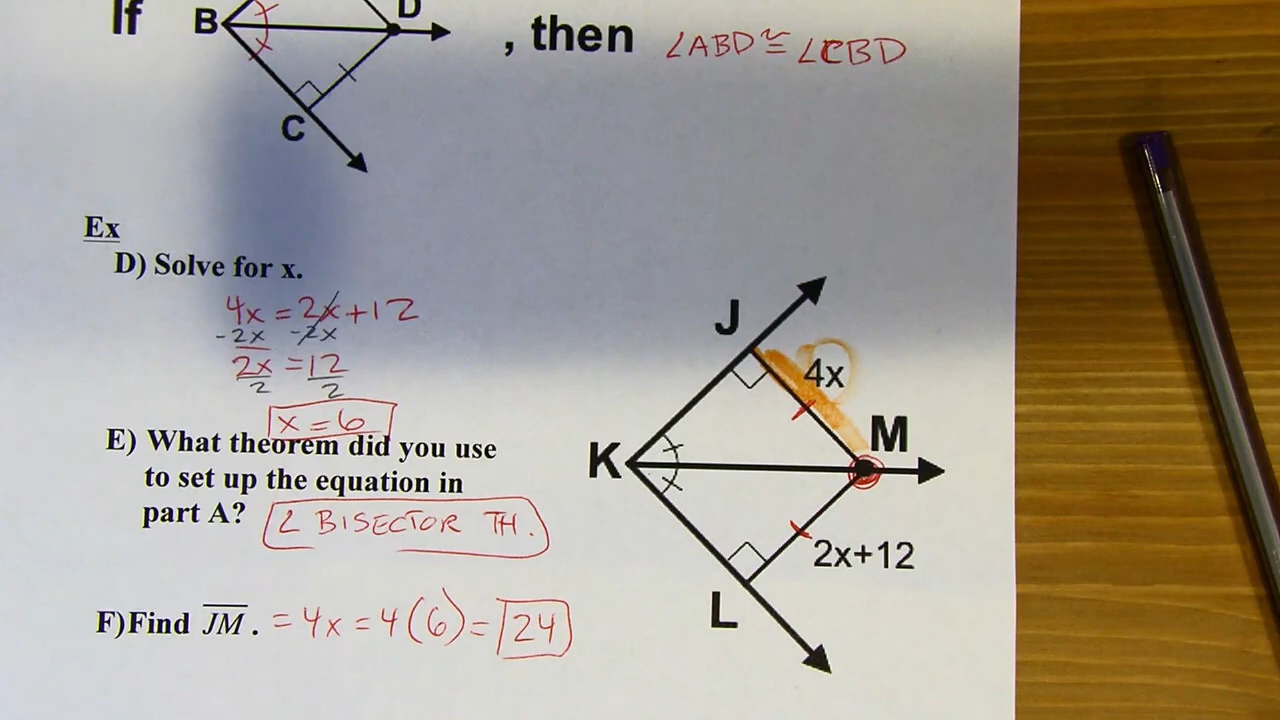 If
B
D
, then ∠ABD ≅ ∠CBD
C
Ex
D) Solve for x.
4x = 2x + 12
-2x -2x
2x = 12
2 2
x = 6
E) What theorem did you use
to set up the equation in
part A?
∠ BISECTOR TH.
F)Find JM. = 4x = 4(6) = 24
J
4x
M
K
2x+12
L